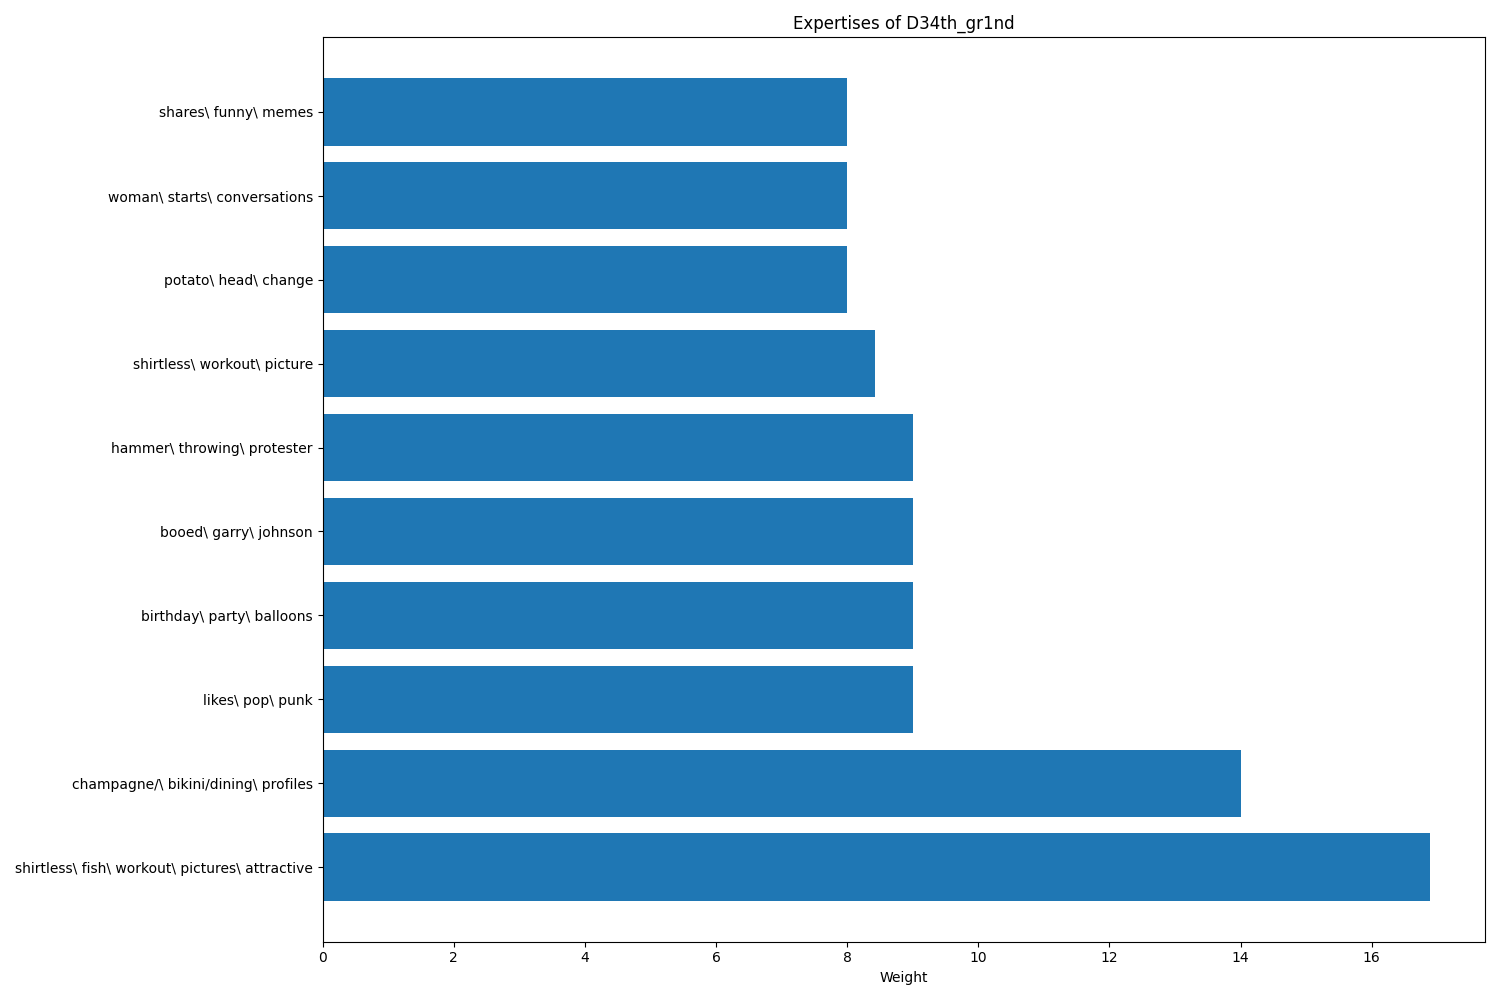 Expertises of D34th_gr1nd
shares\ funny\ memes
woman\ starts\ conversations
potato\ head\ change
shirtless\ workout\ picture
hammer\ throwing\ protester
booed\ garry\ johnson
birthday\ party\ balloons
likes\ pop\ punk
champagne/\ bikini/dining\ profiles
shirtless\ fish\ workout\ pictures\ attractive
0 2 4 6 8 10 12 14 16
Weight